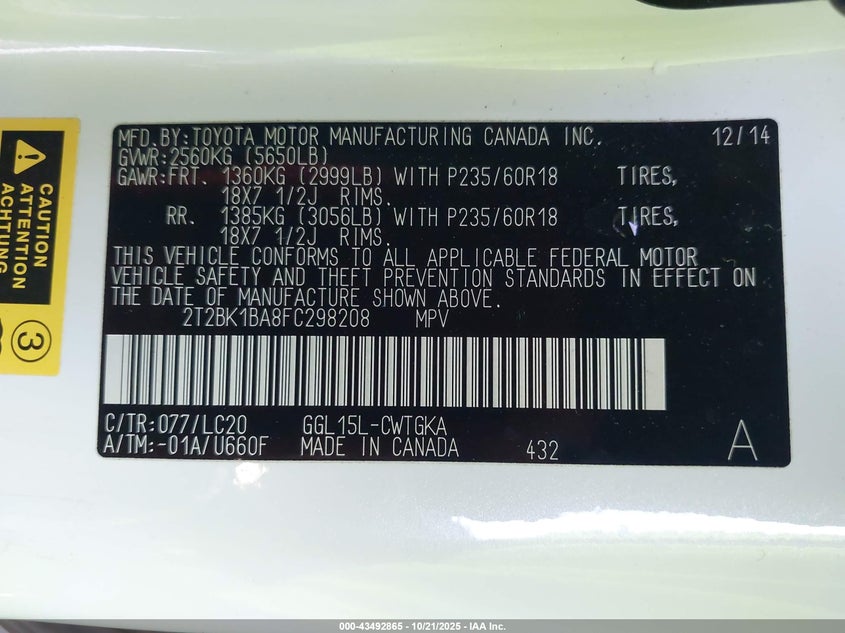 CAUTION
ATTENTION
ACHTUNG
3
MFD.BY:TOYOTA MOTOR MANUFACTURING CANADA INC. 12/14
GVWR:2560KG (5650LB)
GAWR:FRT. 1360KG (2999LB) WITH P235/60R18 TIRES,
18X7 1/2J RIMS.
RR. 1385KG (3056LB) WITH P235/60R18 TIRES,
18X7 1/2J RIMS.
THIS VEHICLE CONFORMS TO ALL APPLICABLE FEDERAL MOTOR
VEHICLE SAFETY AND THEFT PREVENTION STANDARDS IN EFFECT ON
THE DATE OF MANUFACTURE SHOWN ABOVE.
2T2BK1BA8FC298208 MPV
C/TR:077/LC20 GGL15L-CWTGKA
A/TM:-01A/U660F MADE IN CANADA 432 A
000-43492865 - 10/21/2025 - IAA Inc.